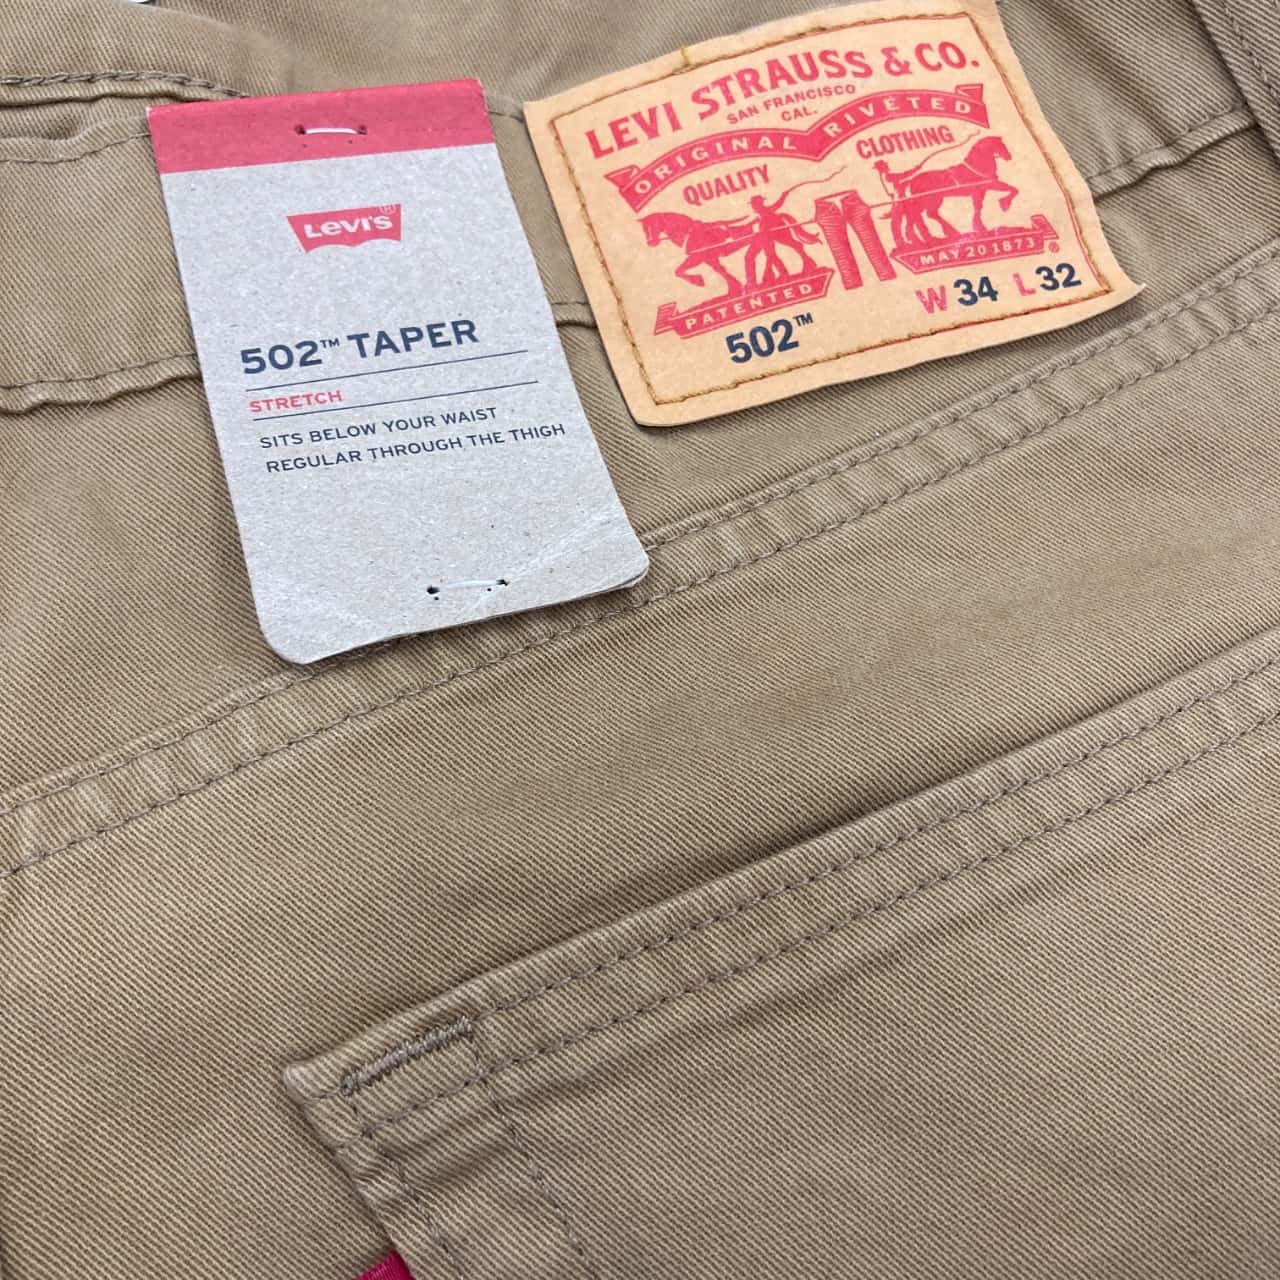 Levi's®
502™ TAPER
STRETCH
SITS BELOW YOUR WAIST
REGULAR THROUGH THE THIGH
LEVI STRAUSS & CO.
SAN FRANCISCO
CAL.
ORIGINAL RIVETED
QUALITY CLOTHING
PATENTED MAY 20 1873 ®
502™ W 34 L 32